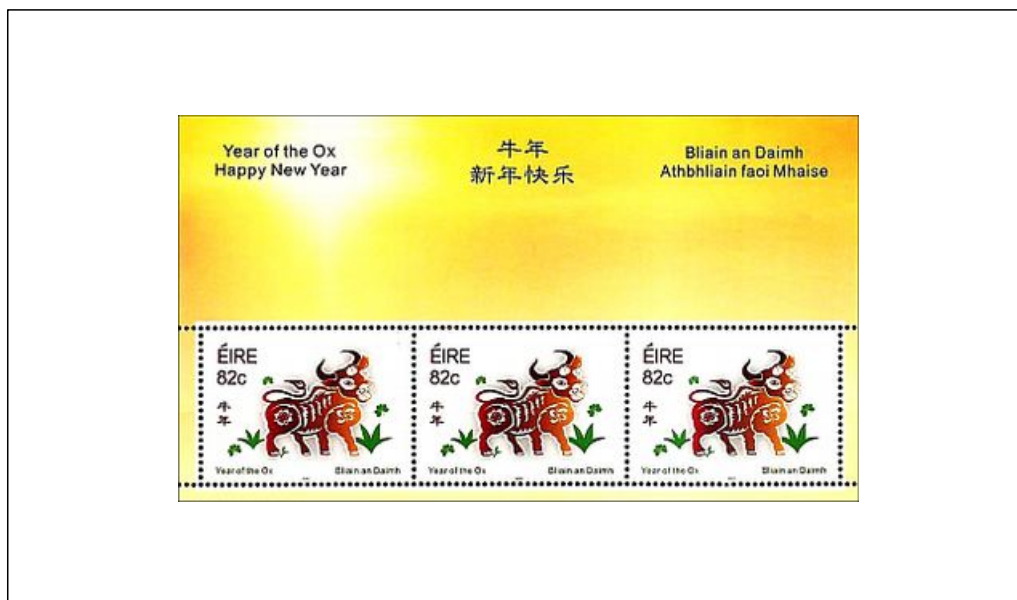 Year of the Ox
Happy New Year
牛年
新年快乐
Bliain an Daimh
Athbhliain faoi Mhaise
ÉIRE
82c
牛年
Year of the Ox Bliain an Daimh
ÉIRE
82c
牛年
Year of the Ox Bliain an Daimh
ÉIRE
82c
牛年
Year of the Ox Bliain an Daimh